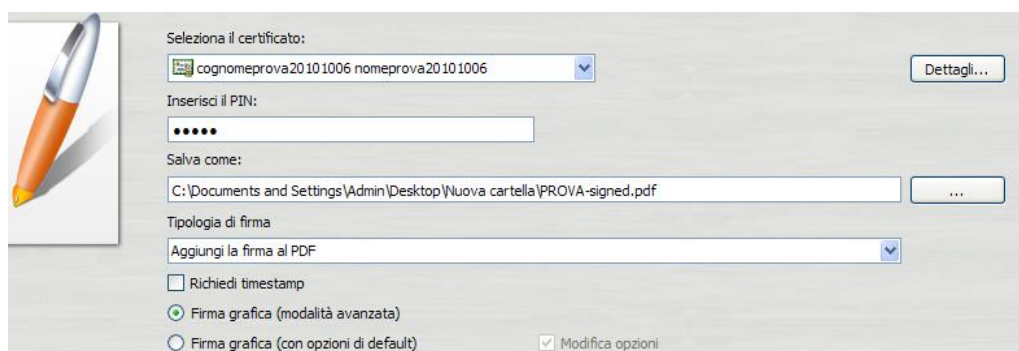 Seleziona il certificato:
cognomeprova20101006 nomeprova20101006
Dettagli...
Inserisci il PIN:
•••••
Salva come:
C:\Documents and Settings\Admin\Desktop\Nuova cartella\PROVA-signed.pdf
...
Tipologia di firma
Aggiungi la firma al PDF
Richiedi timestamp
Firma grafica (modalità avanzata)
Firma grafica (con opzioni di default) Modifica opzioni